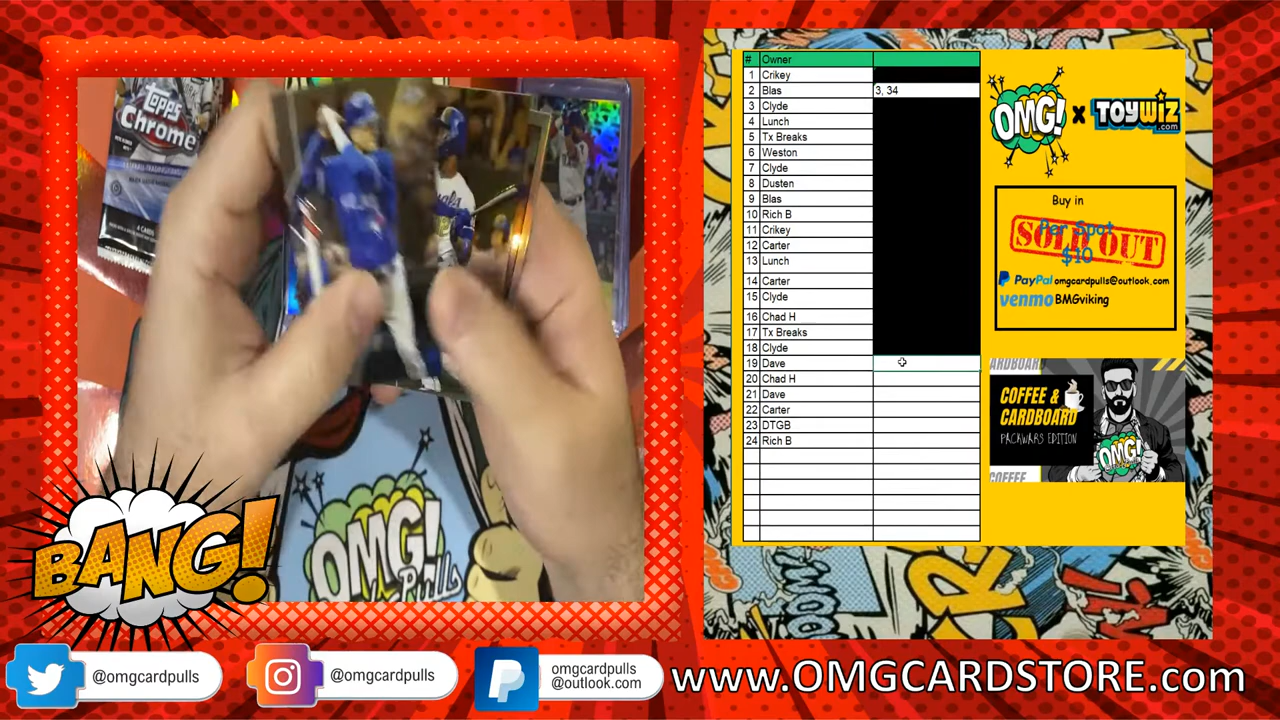 Topps
Chrome
4 CARDS
OMG!
Pulls
BANG!
# Owner
1 Crikey
2 Blas 3, 34
3 Clyde
4 Lunch
5 Tx Breaks
6 Weston
7 Clyde
8 Dusten
9 Blas
10 Rich B
11 Crikey
12 Carter
13 Lunch
14 Carter
15 Clyde
16 Chad H
17 Tx Breaks
18 Clyde
19 Dave
20 Chad H
21 Dave
22 Carter
23 DTGB
24 Rich B
OMG! x TOYWIZ
.com
Buy in
Per Spot
SOLD OUT
$10
PayPal omgcardpulls@outlook.com
venmo BMGviking
CARDBOARD
COFFEE &
CARDBOARD
PACKWARS EDITION
OMG!
COFFEE
@omgcardpulls
@omgcardpulls
omgcardpulls
@outlook.com
www.OMGCARDSTORE.com